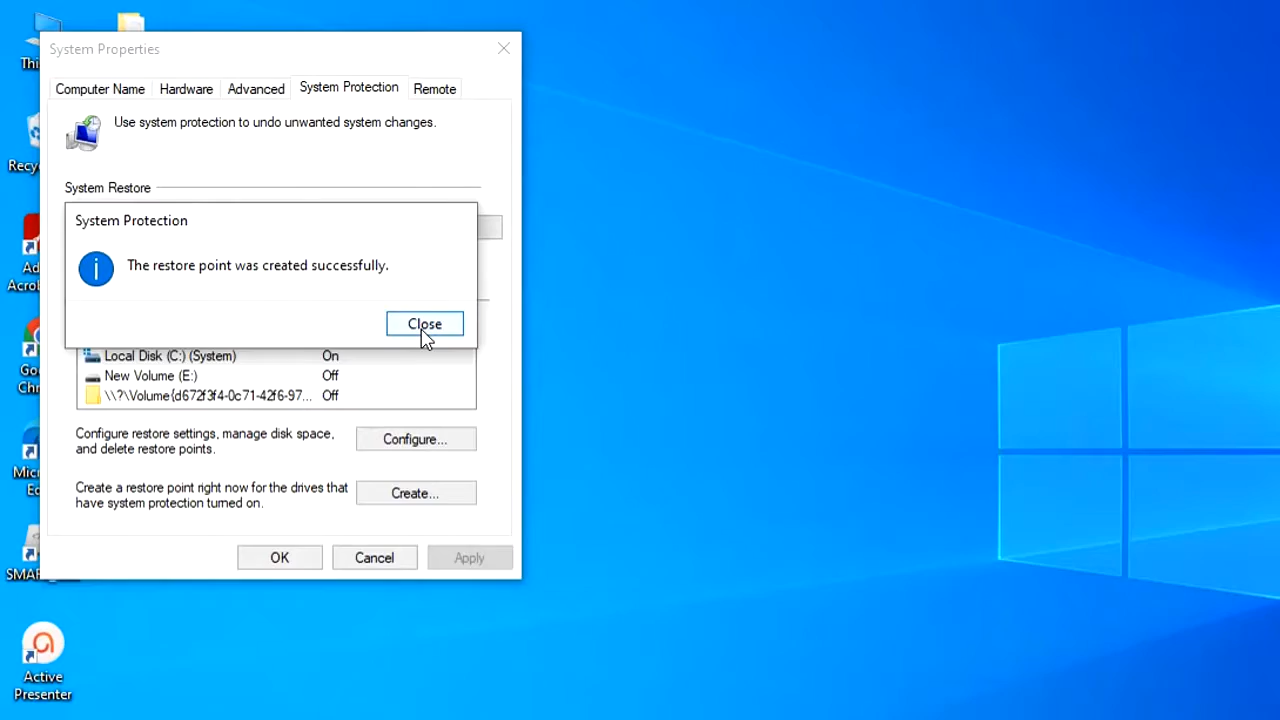 System Properties
Computer Name
Hardware
Advanced
System Protection
Remote
Use system protection to undo unwanted system changes.
System Restore
System Protection
The restore point was created successfully.
Close
Local Disk (C:) (System) On
New Volume (E:) Off
\\?\Volume{d672f3f4-0c71-42f6-97... Off
Configure restore settings, manage disk space,
and delete restore points.
Configure...
Create a restore point right now for the drives that
have system protection turned on.
Create...
OK
Cancel
Apply
Active
Presenter